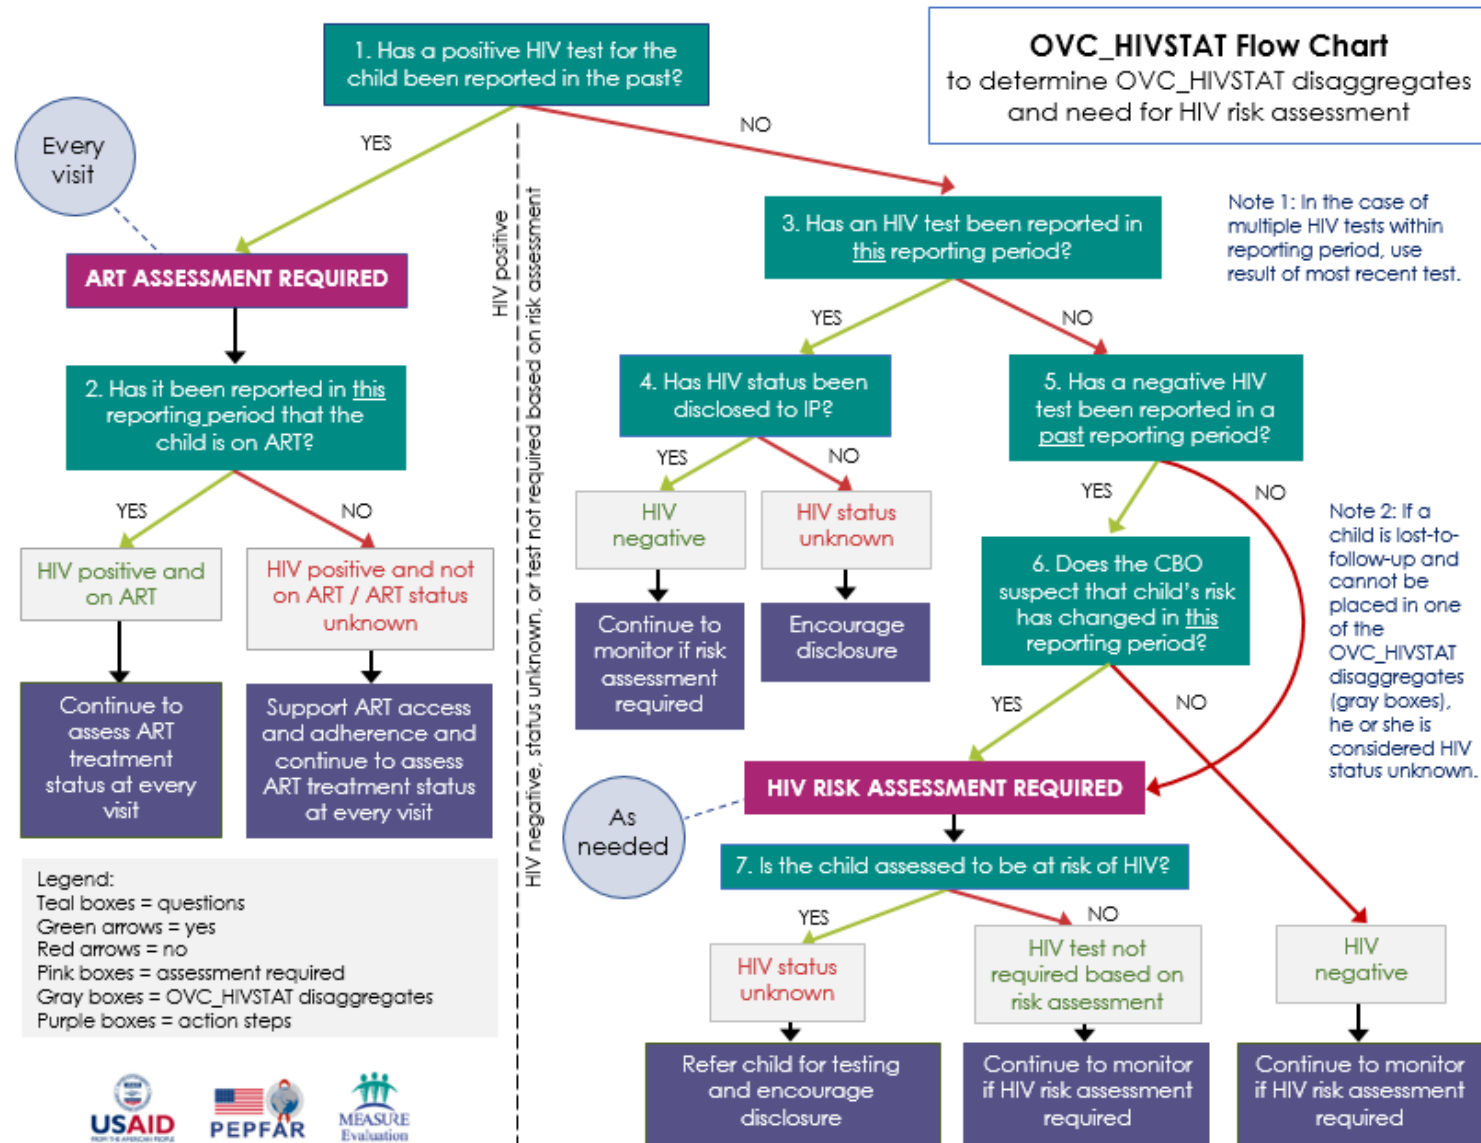 OVC_HIVSTAT Flow Chart
to determine OVC_HIVSTAT disaggregates
and need for HIV risk assessment
1. Has a positive HIV test for the
child been reported in the past?
YES
NO
Every
visit
ART ASSESSMENT REQUIRED
2. Has it been reported in this
reporting period that the
child is on ART?
YES
NO
HIV positive and
on ART
HIV positive and not
on ART / ART status
unknown
Continue to
assess ART
treatment
status at every
visit
Support ART access
and adherence and
continue to assess
ART treatment status
at every visit
HIV positive
HIV negative, status unknown, or test not required based on risk assessment
3. Has an HIV test been reported in
this reporting period?
Note 1: In the case of
multiple HIV tests within
reporting period, use
result of most recent test.
YES
NO
4. Has HIV status been
disclosed to IP?
5. Has a negative HIV
test been reported in a
past reporting period?
YES
NO
HIV
negative
HIV status
unknown
Continue to
monitor if risk
assessment
required
Encourage
disclosure
YES
NO
Note 2: If a
child is lost-to-
follow-up and
cannot be
placed in one
of the
OVC_HIVSTAT
disaggregates
(gray boxes),
he or she is
considered HIV
status unknown.
6. Does the CBO
suspect that child's risk
has changed in this
reporting period?
YES
NO
HIV RISK ASSESSMENT REQUIRED
As
needed
7. Is the child assessed to be at risk of HIV?
YES
NO
HIV status
unknown
HIV test not
required based on
risk assessment
HIV
negative
Refer child for testing
and encourage
disclosure
Continue to monitor
if HIV risk assessment
required
Continue to monitor
if HIV risk assessment
required
Legend:
Teal boxes = questions
Green arrows = yes
Red arrows = no
Pink boxes = assessment required
Gray boxes = OVC_HIVSTAT disaggregates
Purple boxes = action steps
USAID
FROM THE AMERICAN PEOPLE
PEPFAR
MEASURE
Evaluation